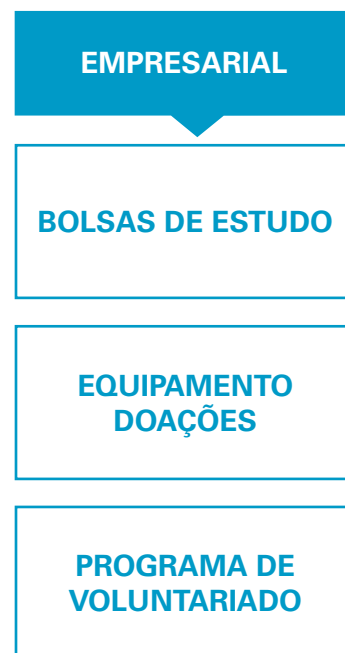 EMPRESARIAL
BOLSAS DE ESTUDO
EQUIPAMENTO
DOAÇÕES
PROGRAMA DE
VOLUNTARIADO